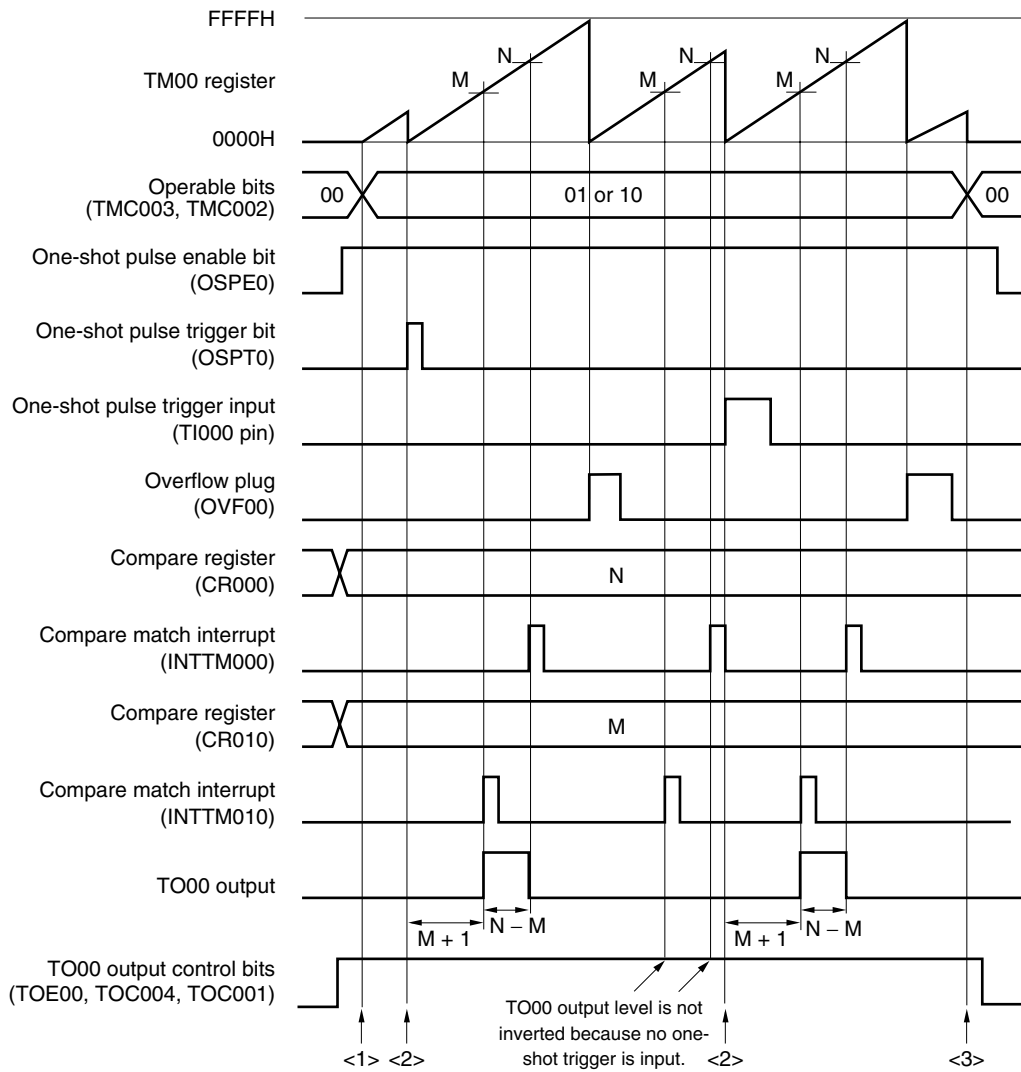 FFFFH
TM00 register
0000H
M
N
M
N
M
N
Operable bits
(TMC003, TMC002)
00
01 or 10
00
One-shot pulse enable bit
(OSPE0)
One-shot pulse trigger bit
(OSPT0)
One-shot pulse trigger input
(TI000 pin)
Overflow plug
(OVF00)
Compare register
(CR000)
N
Compare match interrupt
(INTTM000)
Compare register
(CR010)
M
Compare match interrupt
(INTTM010)
TO00 output
M + 1
N – M
M + 1
N – M
TO00 output control bits
(TOE00, TOC004, TOC001)
TO00 output level is not
inverted because no one-
shot trigger is input.
<1>
<2>
<2>
<3>